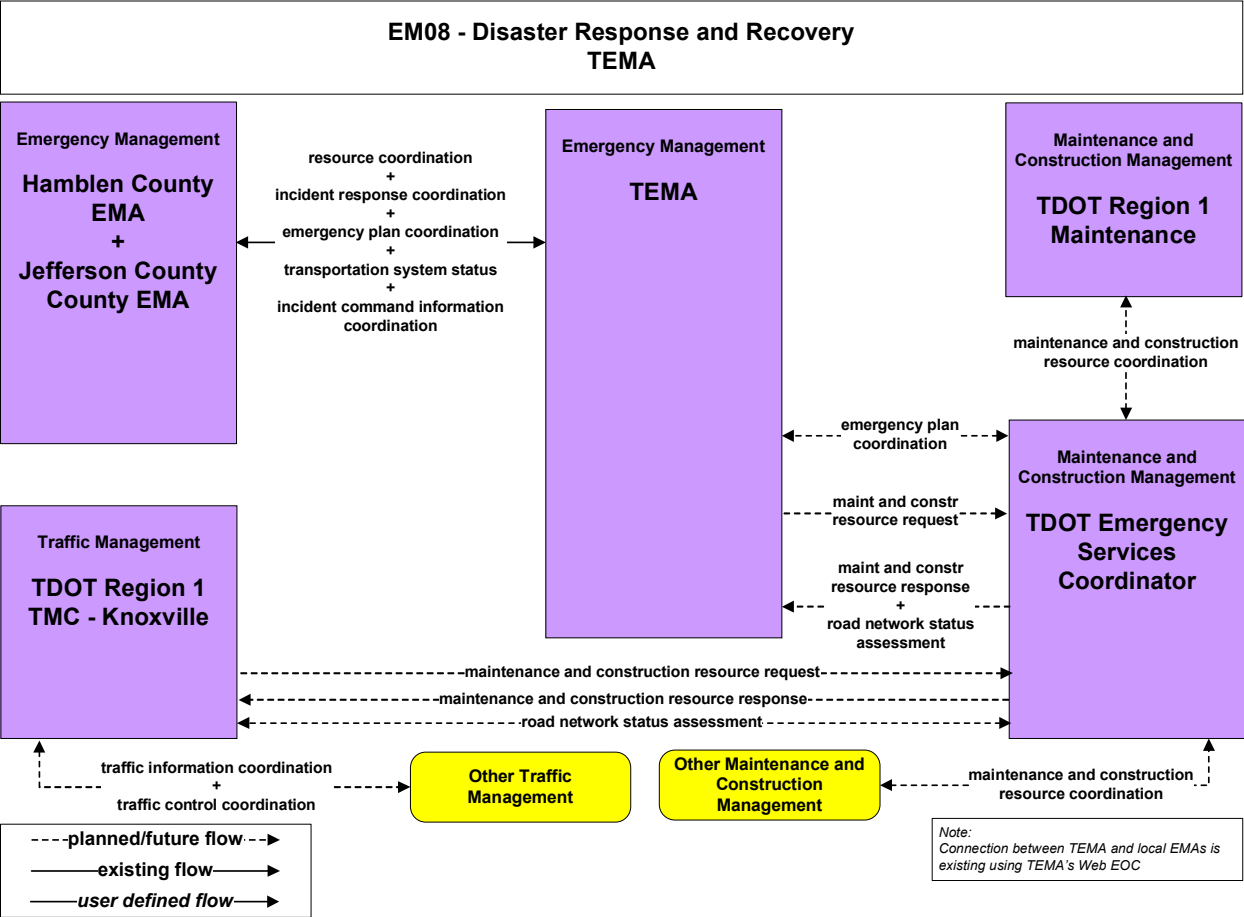 EM08 - Disaster Response and Recovery
TEMA
Emergency Management
Hamblen County
EMA
+
Jefferson County
County EMA
resource coordination
+
incident response coordination
+
emergency plan coordination
+
transportation system status
+
incident command information
coordination
Emergency Management
TEMA
Maintenance and
Construction Management
TDOT Region 1
Maintenance
maintenance and construction
resource coordination
emergency plan
coordination
maint and constr
resource request
maint and constr
resource response
+
road network status
assessment
Maintenance and
Construction Management
TDOT Emergency
Services
Coordinator
Traffic Management
TDOT Region 1
TMC - Knoxville
maintenance and construction resource request
maintenance and construction resource response
road network status assessment
traffic information coordination
+
traffic control coordination
Other Traffic
Management
Other Maintenance and
Construction
Management
maintenance and construction
resource coordination
planned/future flow
existing flow
user defined flow
Note:
Connection between TEMA and local EMAs is
existing using TEMA's Web EOC